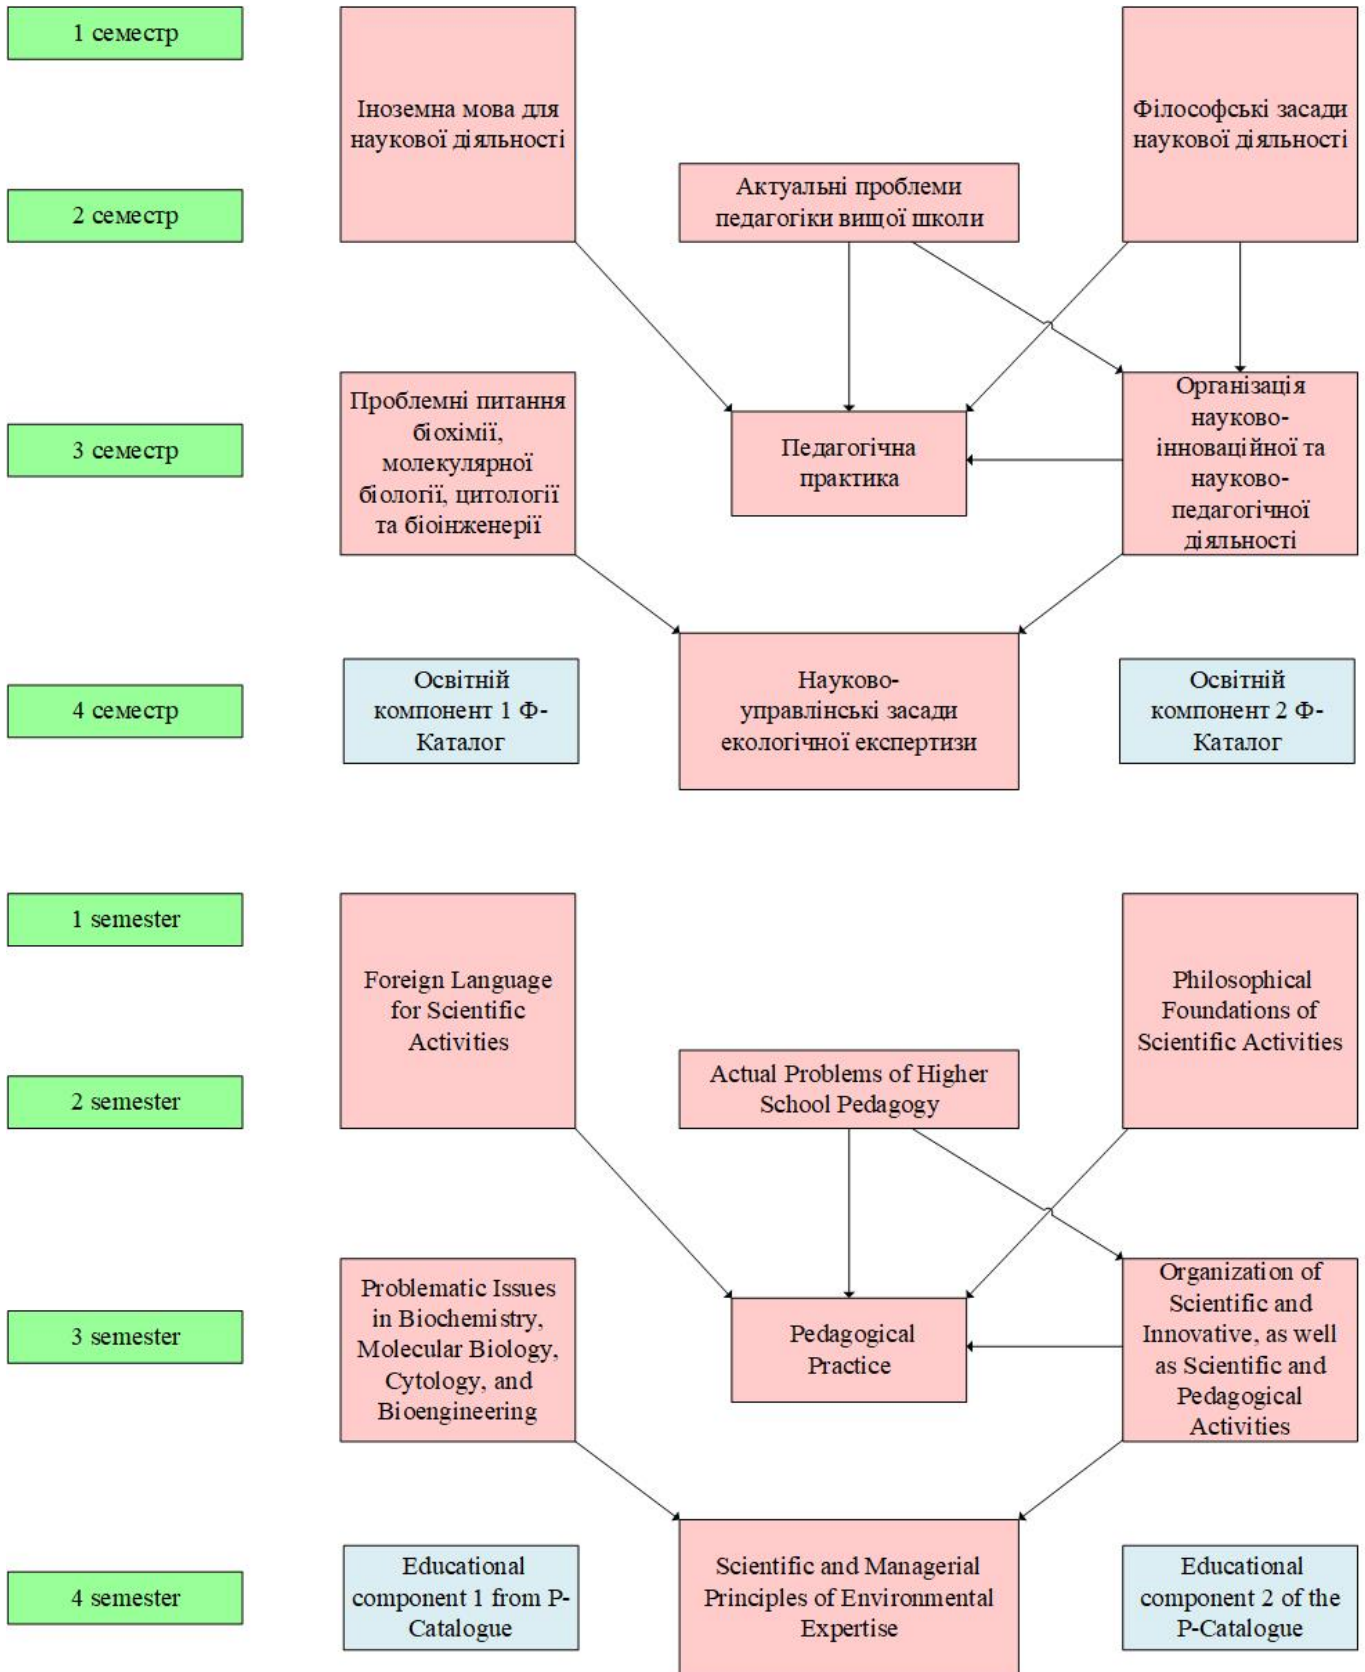 1 семестр
Іноземна мова для
наукової діяльності
Філософські засади
наукової діяльності
2 семестр
Актуальні проблеми
педагогіки вищої школи
3 семестр
Проблемні питання
біохімії,
молекулярної
біології, цитології
та біоінженерії
Педагогічна
практика
Організація
науково-
інноваційної та
науково-
педагогічної
діяльності
4 семестр
Освітній
компонент 1 Ф-
Каталог
Науково-
управлінські засади
екологічної експертизи
Освітній
компонент 2 Ф-
Каталог
1 semester
Foreign Language
for Scientific
Activities
Philosophical
Foundations of
Scientific Activities
2 semester
Actual Problems of Higher
School Pedagogy
3 semester
Problematic Issues
in Biochemistry,
Molecular Biology,
Cytology, and
Bioengineering
Pedagogical
Practice
Organization of
Scientific and
Innovative, as well
as Scientific and
Pedagogical
Activities
4 semester
Educational
component 1 from P-
Catalogue
Scientific and Managerial
Principles of Environmental
Expertise
Educational
component 2 of the
P-Catalogue